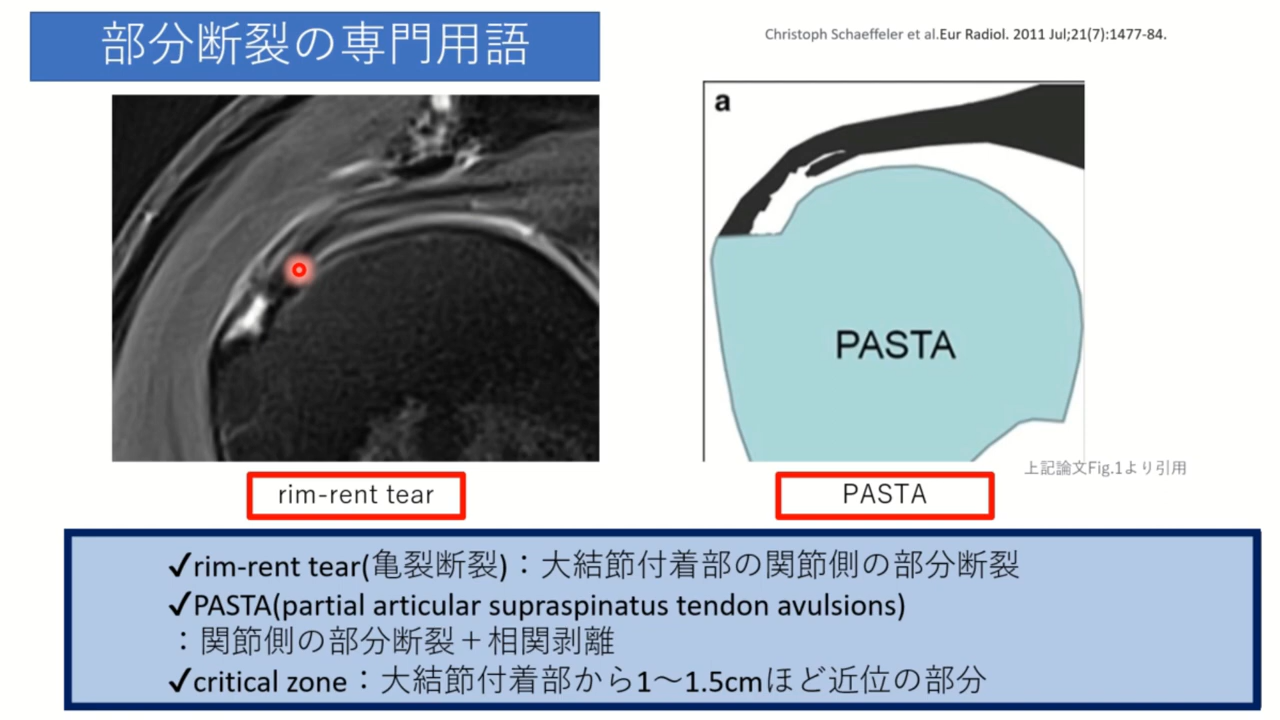 部分断裂の専門用語
Christoph Schaeffeler et al.Eur Radiol. 2011 Jul;21(7):1477-84.
a
PASTA
上記論文Fig.1より引用
rim-rent tear
PASTA
✓rim-rent tear(亀裂断裂)：大結節付着部の関節側の部分断裂
✓PASTA(partial articular supraspinatus tendon avulsions)
：関節側の部分断裂＋相関剥離
✓critical zone：大結節付着部から1～1.5cmほど近位の部分